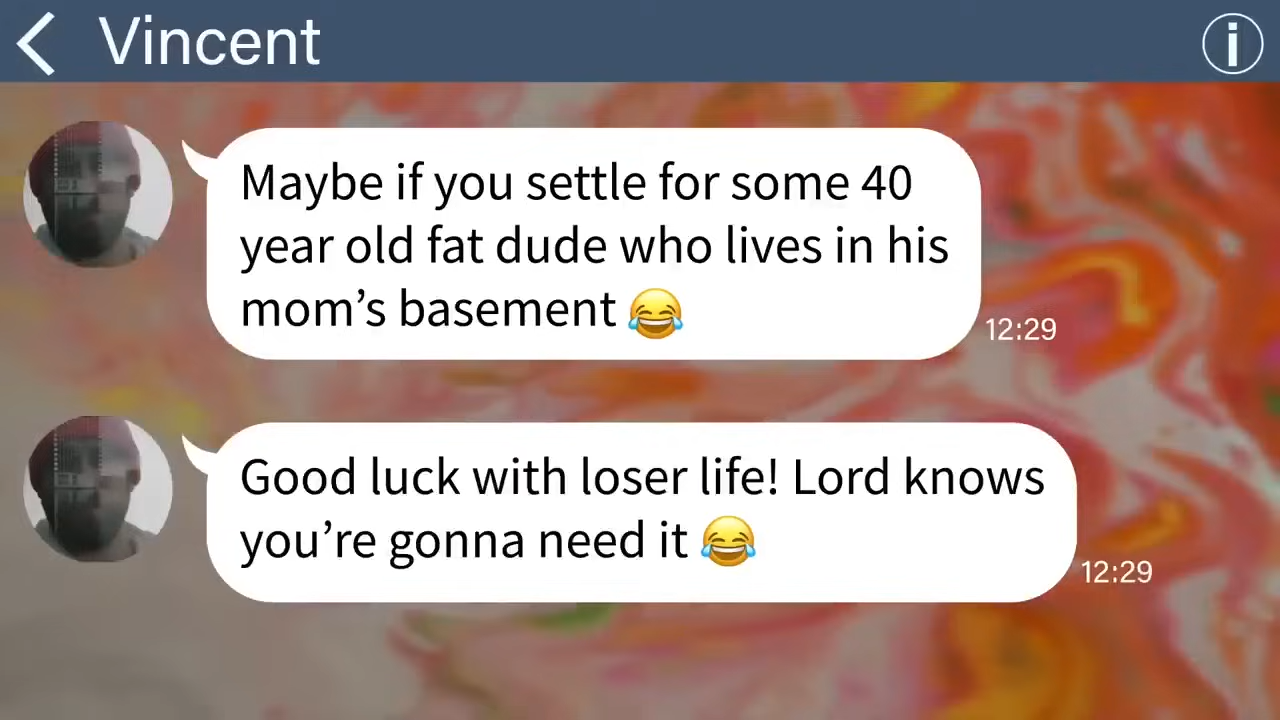 Vincent
Maybe if you settle for some 40
year old fat dude who lives in his
mom’s basement 😂
12:29
Good luck with loser life! Lord knows
you’re gonna need it 😂
12:29